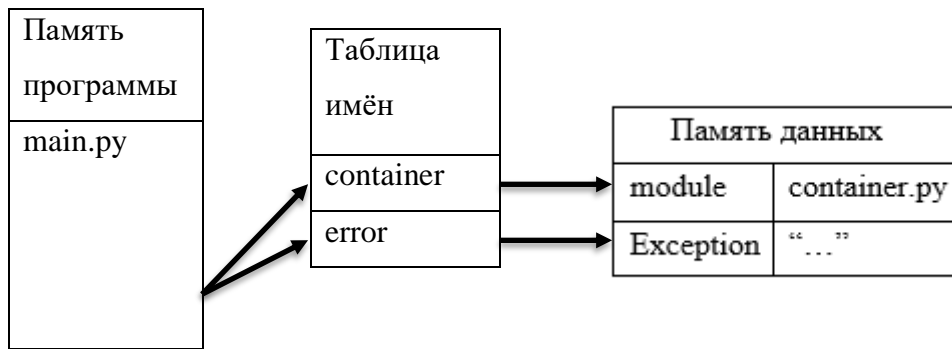 Память
программы
main.py
Таблица
имён
container
error
Память данных
module container.py
Exception “…”